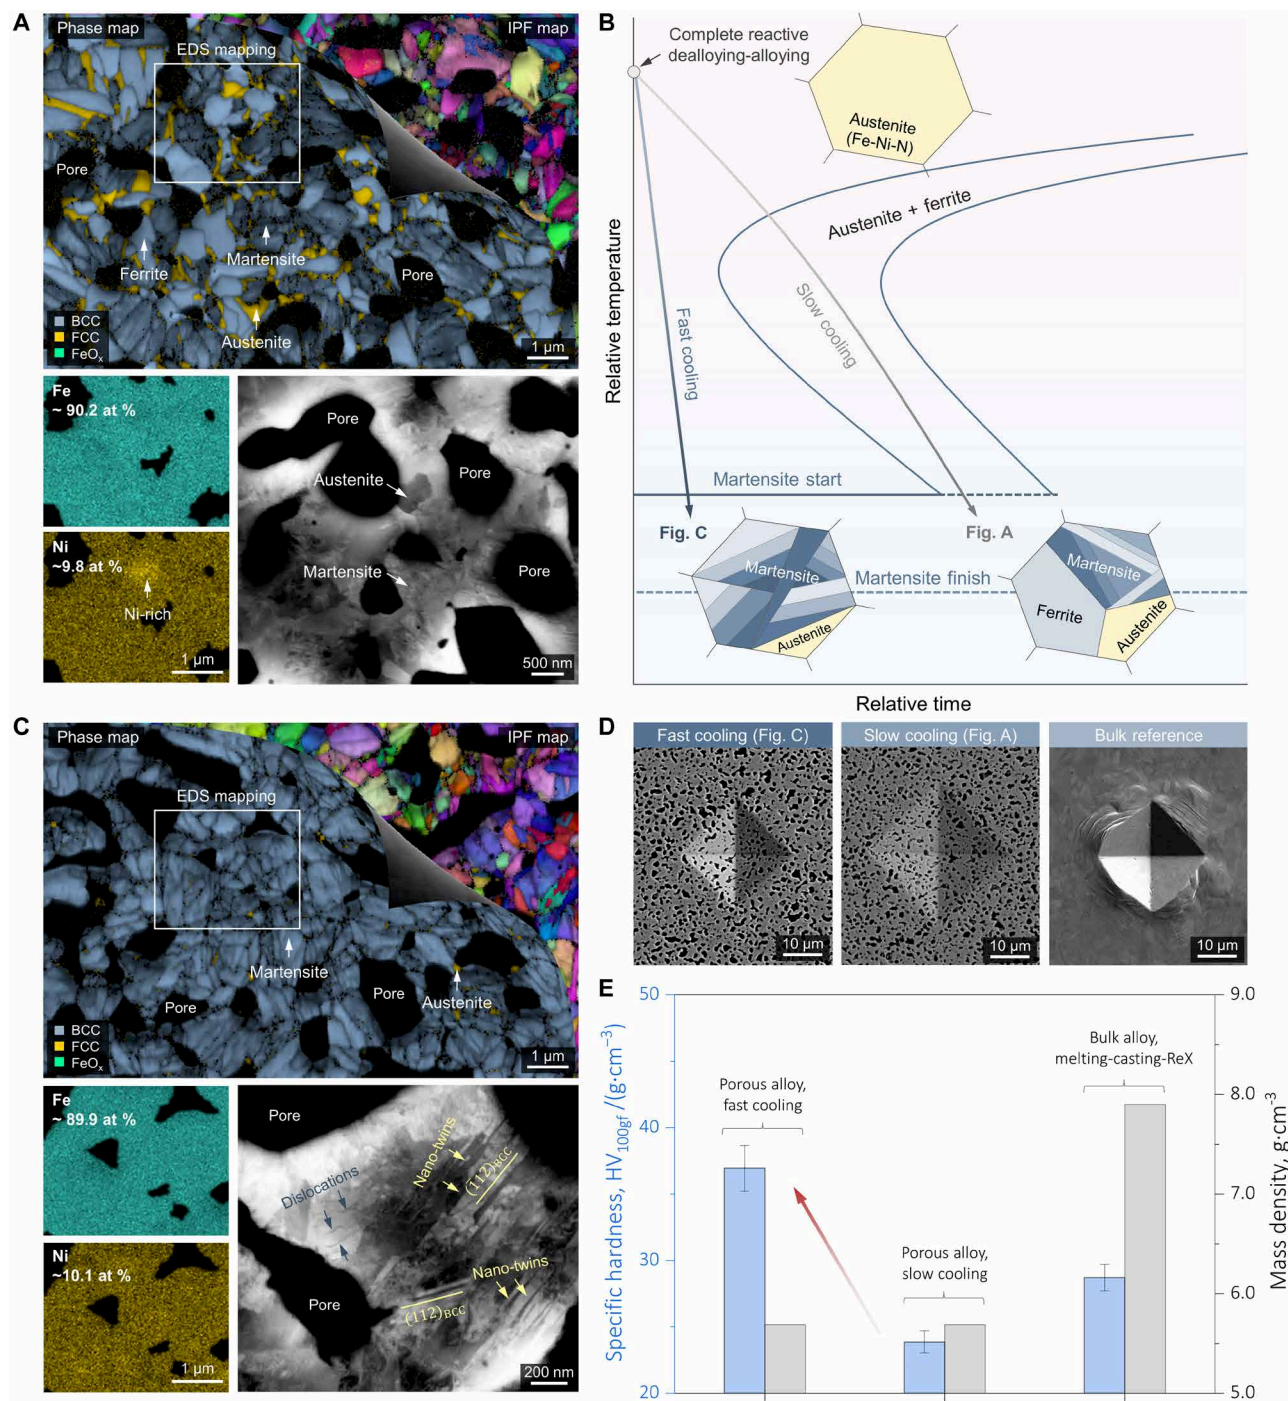 A
Phase map
IPF map
EDS mapping
Pore
Ferrite
Martensite
Pore
Austenite
BCC
FCC
FeOₓ
1 µm
Fe
~ 90.2 at %
Ni
~9.8 at %
Ni-rich
1 µm
Pore
Austenite
Pore
Martensite
Pore
500 nm
B
Complete reactive
dealloying-alloying
Austenite
(Fe-Ni-N)
Austenite + ferrite
Relative temperature
Fast cooling
Slow cooling
Martensite start
Fig. C
Fig. A
Martensite
Martensite finish
Austenite
Martensite
Ferrite
Austenite
Relative time
C
Phase map
IPF map
EDS mapping
Martensite
Pore
Pore
Austenite
BCC
FCC
FeOₓ
1 µm
Fe
~ 89.9 at %
Ni
~10.1 at %
1 µm
Pore
Dislocations
Nano-twins
(112)BCC
Nano-twins
Pore
(112)BCC
200 nm
D
Fast cooling (Fig. C)
Slow cooling (Fig. A)
Bulk reference
10 µm
10 µm
10 µm
E
Specific hardness, HV₁₀₀gf /(g·cm⁻³)
50
40
30
20
Porous alloy,
fast cooling
Porous alloy,
slow cooling
Bulk alloy,
melting-casting-ReX
9.0
8.0
7.0
6.0
5.0
Mass density, g·cm⁻³